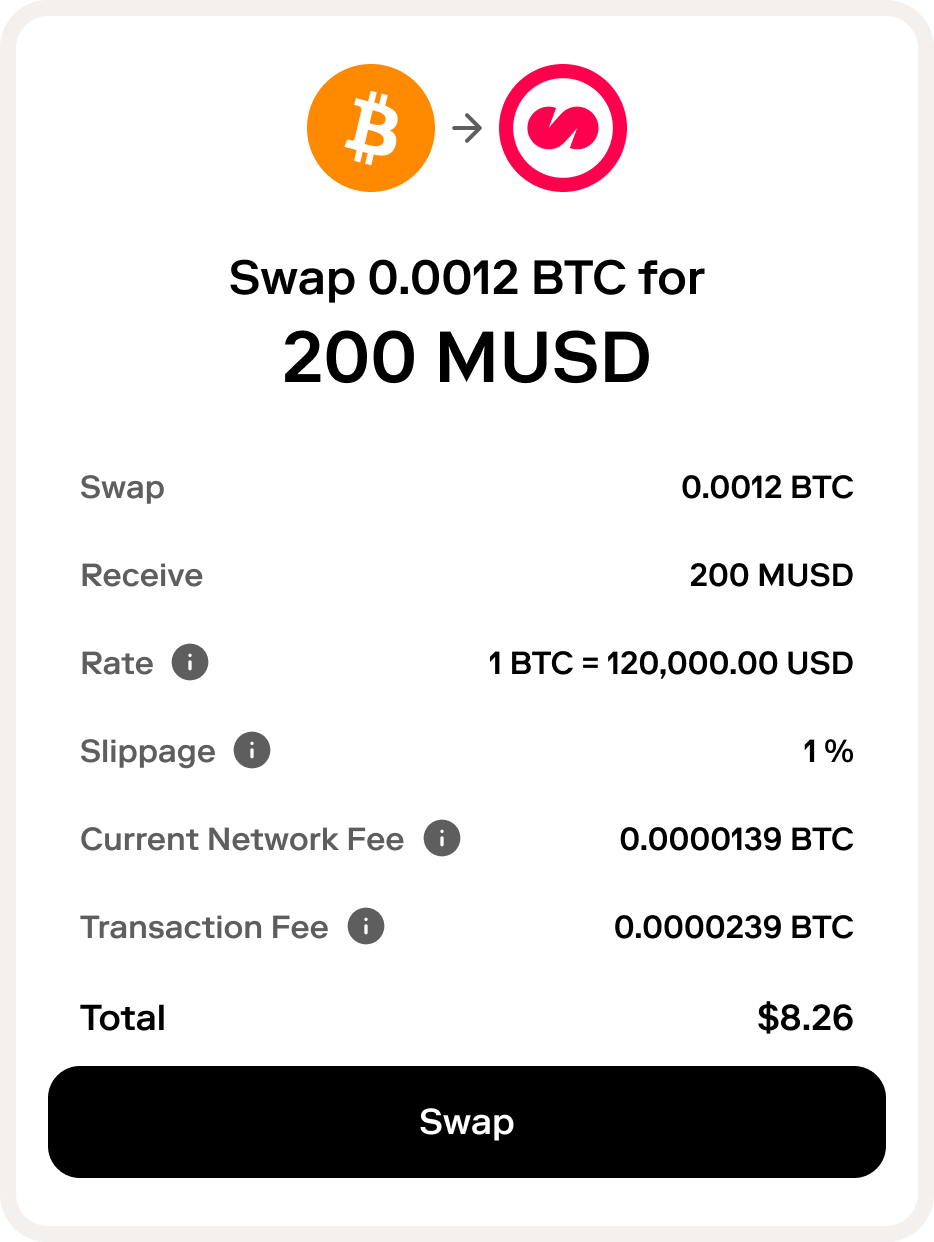 Swap 0.0012 BTC for
200 MUSD
Swap 0.0012 BTC
Receive 200 MUSD
Rate 1 BTC = 120,000.00 USD
Slippage 1 %
Current Network Fee 0.0000139 BTC
Transaction Fee 0.0000239 BTC
Total $8.26
Swap